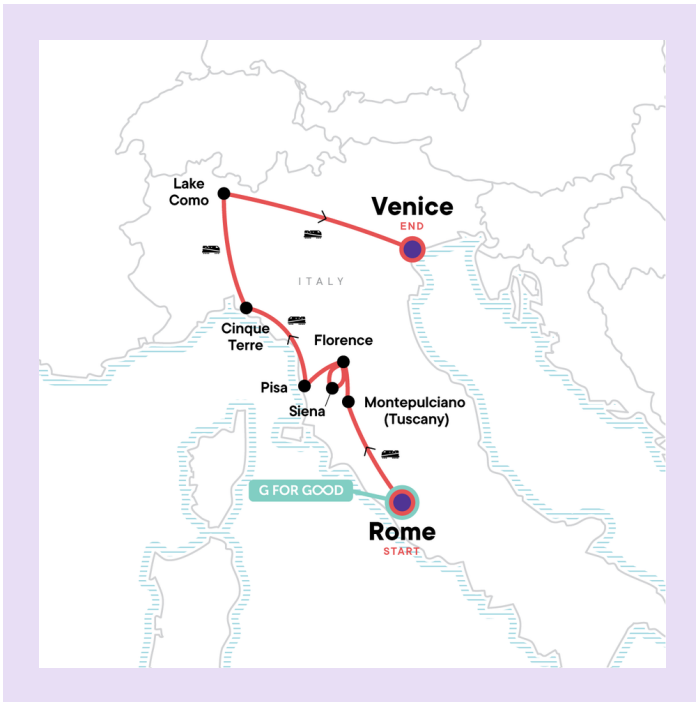 Lake
Como
Venice
END
ITALY
Cinque
Terre
Florence
Pisa
Siena
Montepulciano
(Tuscany)
G FOR GOOD
Rome
START